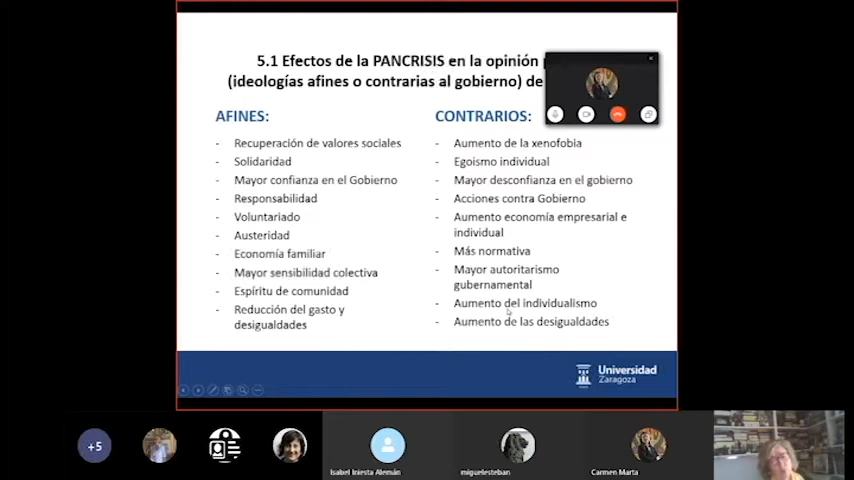 5.1 Efectos de la PANCRISIS en la opinión
(ideologías afines o contrarias al gobierno) de
AFINES:
- Recuperación de valores sociales
- Solidaridad
- Mayor confianza en el Gobierno
- Responsabilidad
- Voluntariado
- Austeridad
- Economía familiar
- Mayor sensibilidad colectiva
- Espíritu de comunidad
- Reducción del gasto y
desigualdades
CONTRARIOS:
- Aumento de la xenofobia
- Egoismo individual
- Mayor desconfianza en el gobierno
- Acciones contra Gobierno
- Aumento economía empresarial e
individual
- Más normativa
- Mayor autoritarismo
gubernamental
- Aumento del individualismo
- Aumento de las desigualdades
Universidad
Zaragoza
+5
Isabel Iniesta Alemán
miguelesteban
Carmen Marta